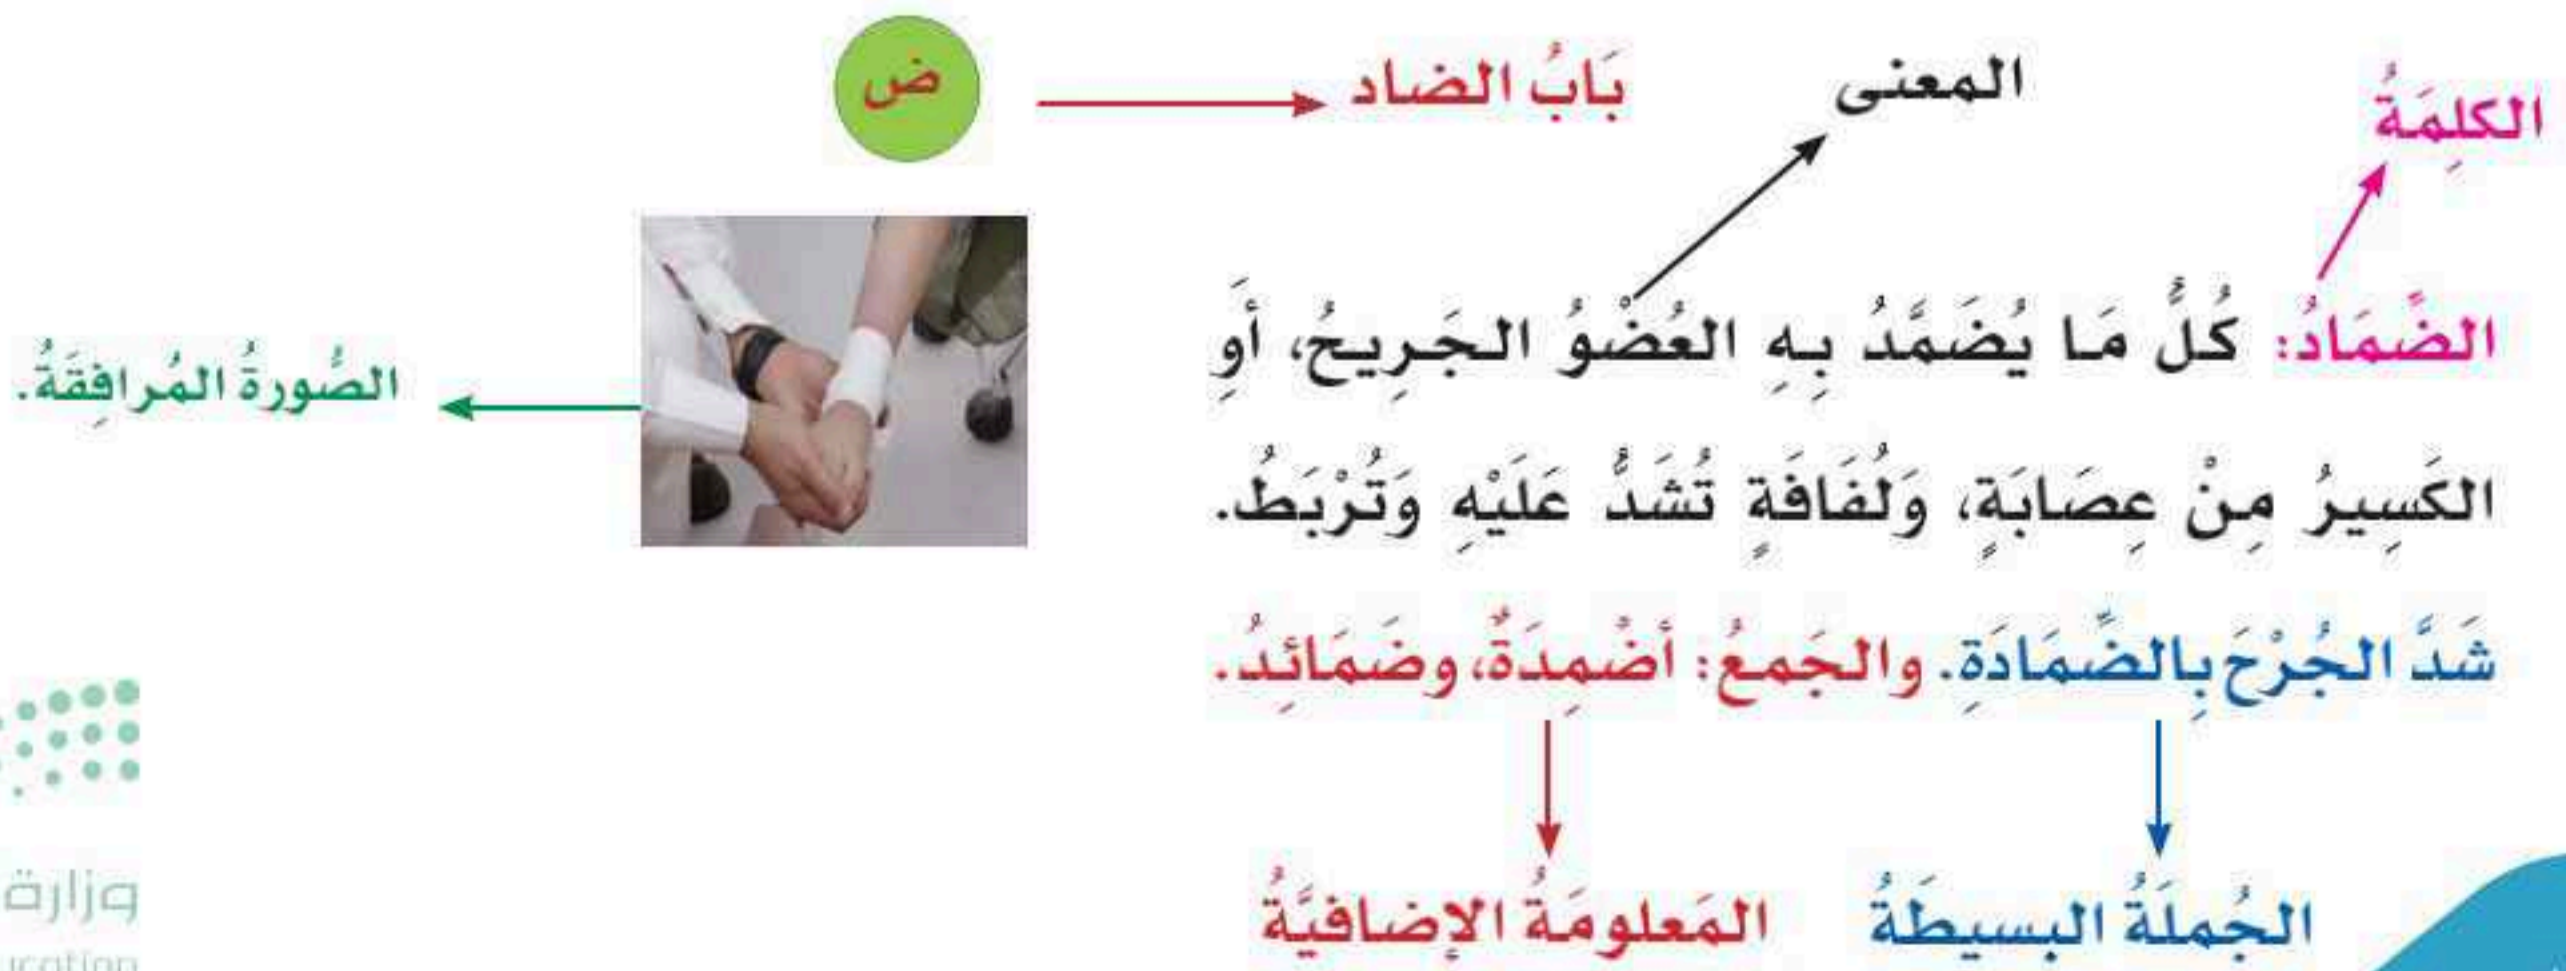 ض
بَابُ الضاد
المعنى
الكلِمَةُ
الضِّمَادُ: كُلُّ مَا يُضَمَّدُ بِهِ العُضْوُ الجَرِيحُ، أَوِ
الكَسِيرُ مِنْ عِصَابَةٍ، وَلُفَافَةٍ تُشَدُّ عَلَيْهِ وَتُرْبَطُ.
شَدَّ الجُرْحَ بِالضِّمَادَةِ. والجَمعُ: أَضْمِدَةٌ، وضَمَائِدُ.
الصُّورةُ المُرافِقَةُ.
الجُملَةُ البسيطَةُ
المَعلومَةُ الإضافيَّةُ
وزارة
ucation